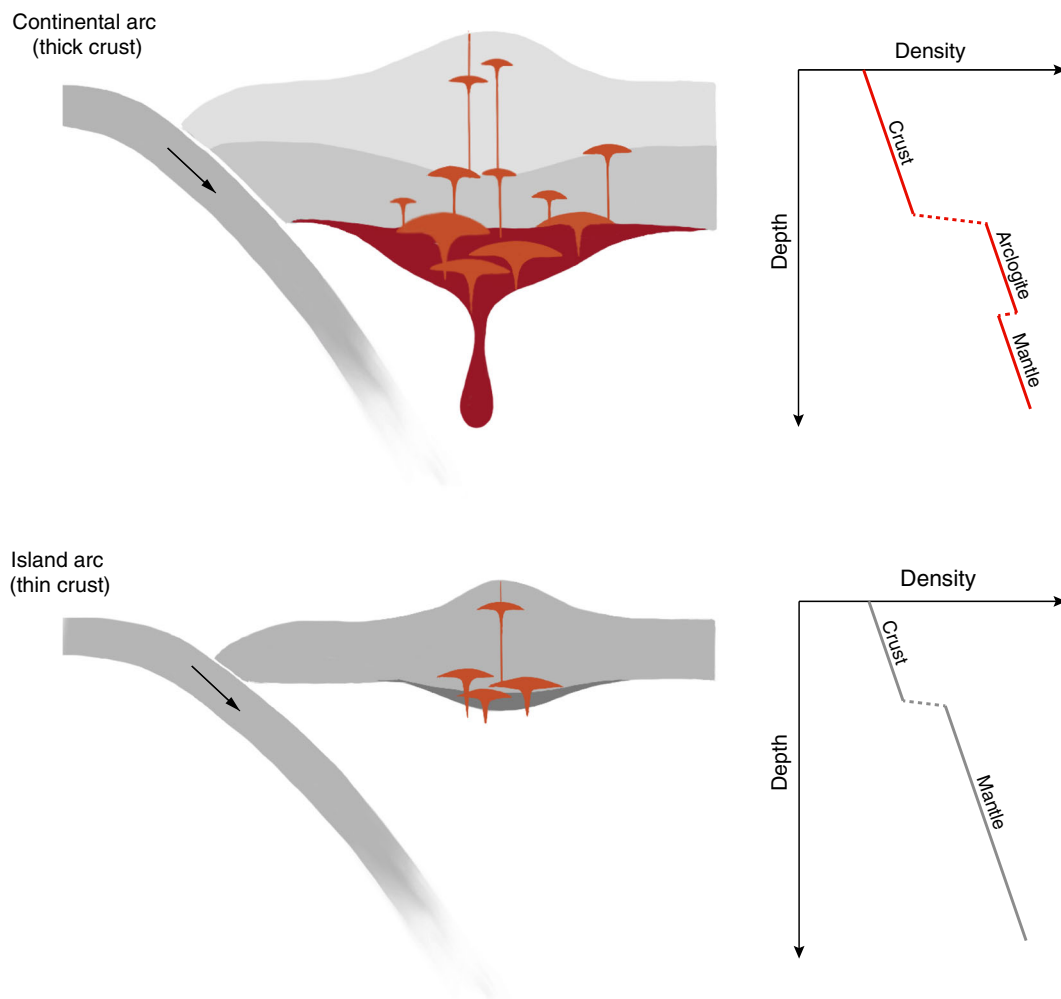 Continental arc
(thick crust)
Density
Depth
Crust
Arclogite
Mantle
Island arc
(thin crust)
Density
Depth
Crust
Mantle